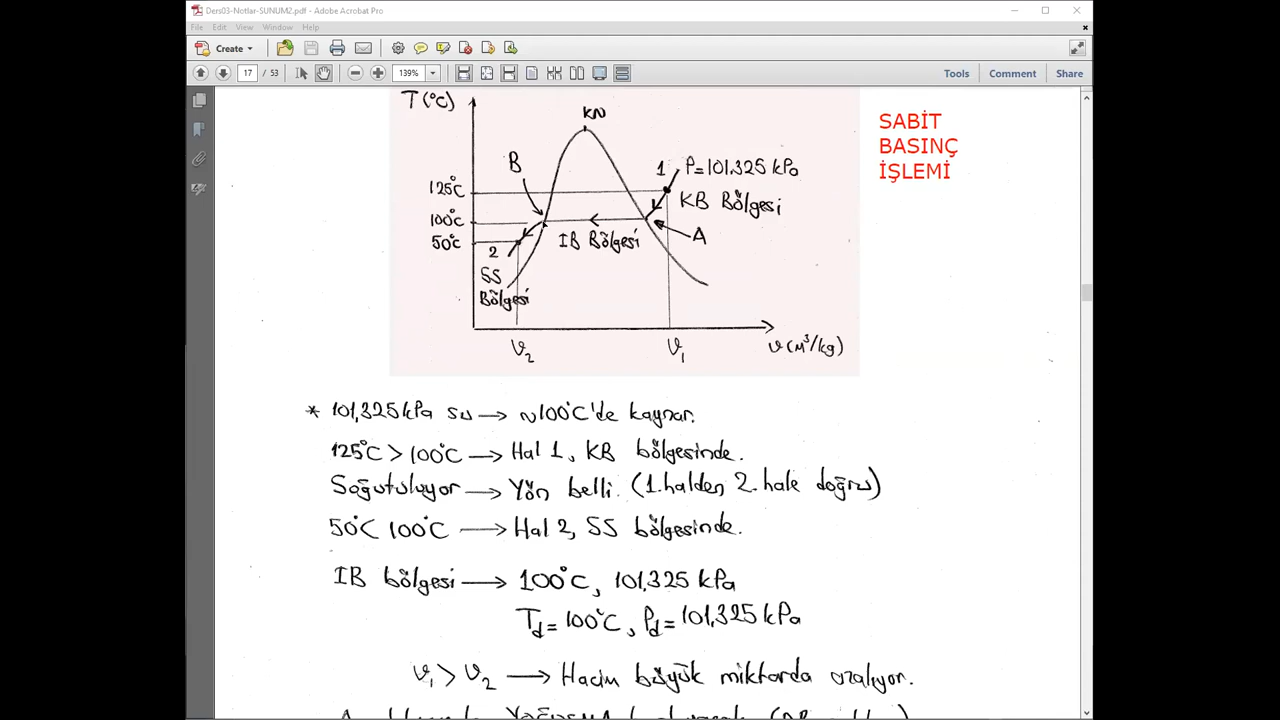 Ders03-Notlar-SUNUM2.pdf - Adobe Acrobat Pro
File Edit View Window Help
Create
17 / 53
139%
Tools Comment Share
T(°C)
KN
SABİT
BASINÇ
İŞLEMİ
B
1 P=101,325 kPa
125°C
KB Bölgesi
100°C
A
50°C
IB Bölgesi
2
SS
Bölgesi
v2
v1
v(m³/kg)
* 101,325 kPa su → ~100°C'de kaynar.
125°C > 100°C → Hal 1, KB bölgesinde.
Soğutuluyor → Yön belli. (1.halden 2.hale doğru)
50°C 100°C → Hal 2, SS bölgesinde.
IB bölgesi → 100°C, 101,325 kPa
Td = 100°C, Pd = 101,325 kPa
v1 > v2 → Hacim büyük miktarda azalıyor.